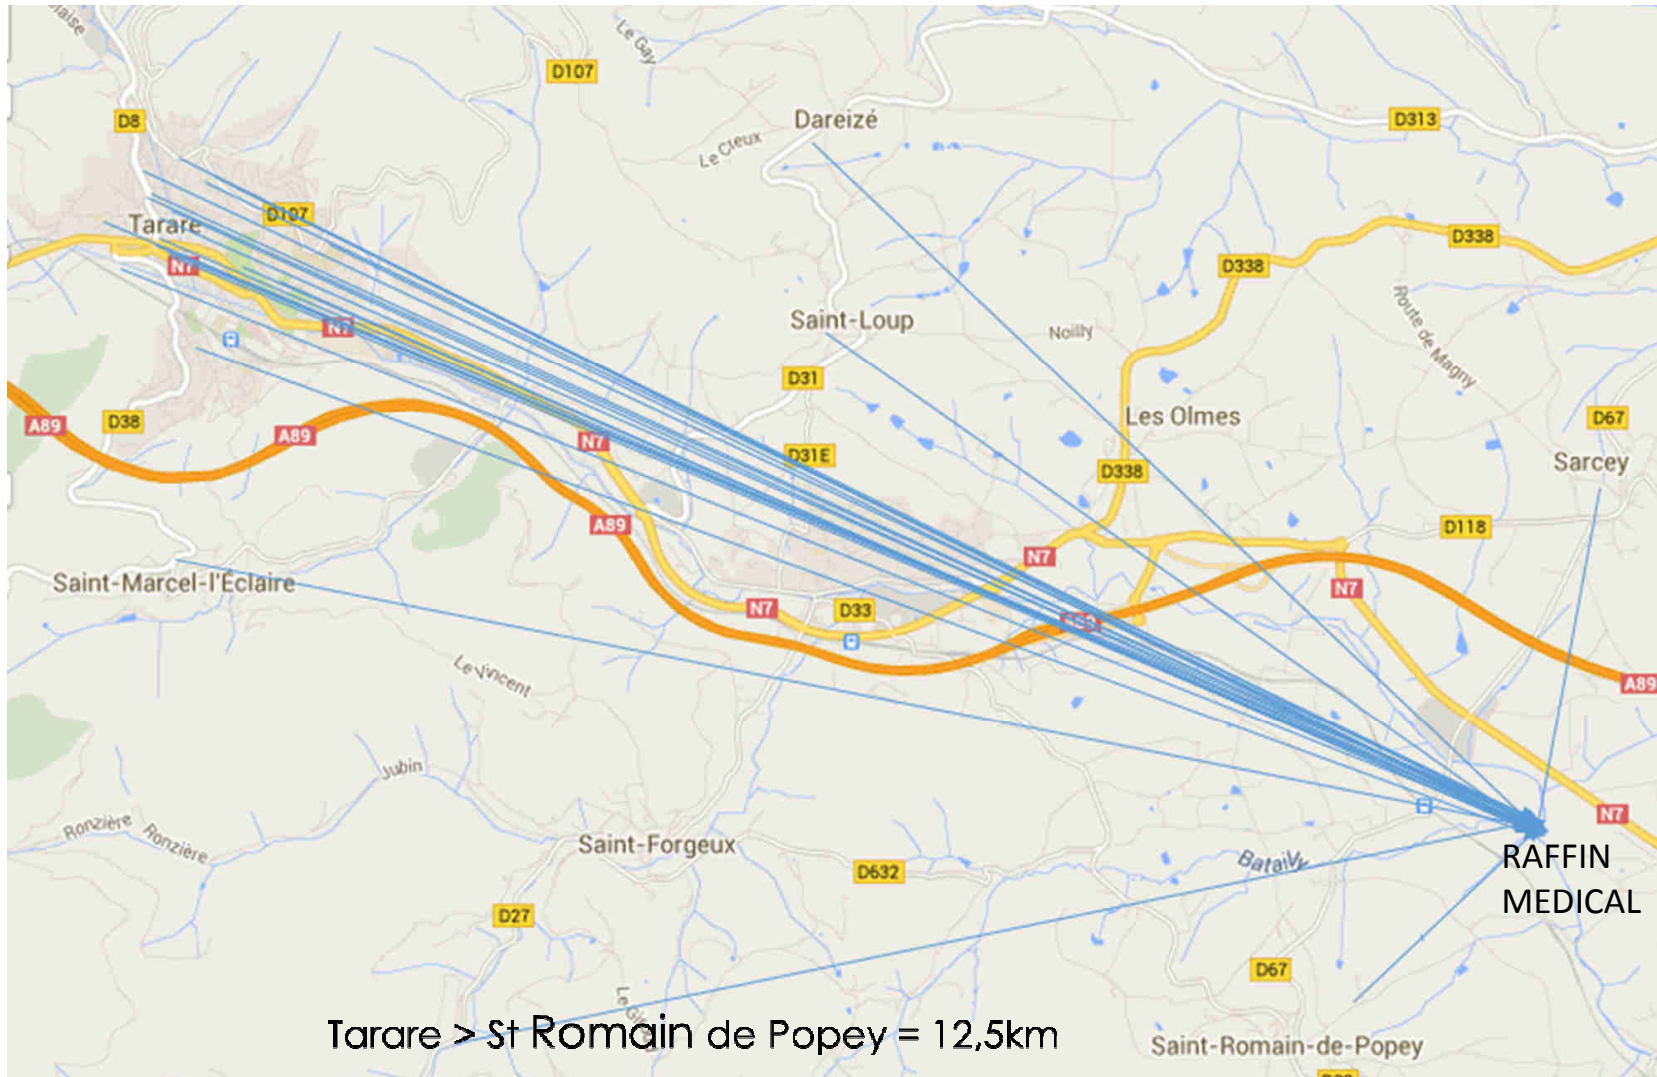 laise
Le Gay
D107
D8
Dareizé
D313
Le Creux
D107
Tarare
D338
N7
D338
Saint-Loup
Noilly
Route de Magny
N7
D31
D38
A89
A89
Les Olmes
D67
N7
D31E
Sarcey
D338
A89
D118
N7
Saint-Marcel-l'Éclaire
N7
N7
D33
Le Vincent
A89
Jubin
Ronzière
Ronzière
N7
Saint-Forgeux
D632
Batailly
RAFFIN
MEDICAL
D27
D67
Tarare > St Romain de Popey = 12,5km
Saint-Romain-de-Popey